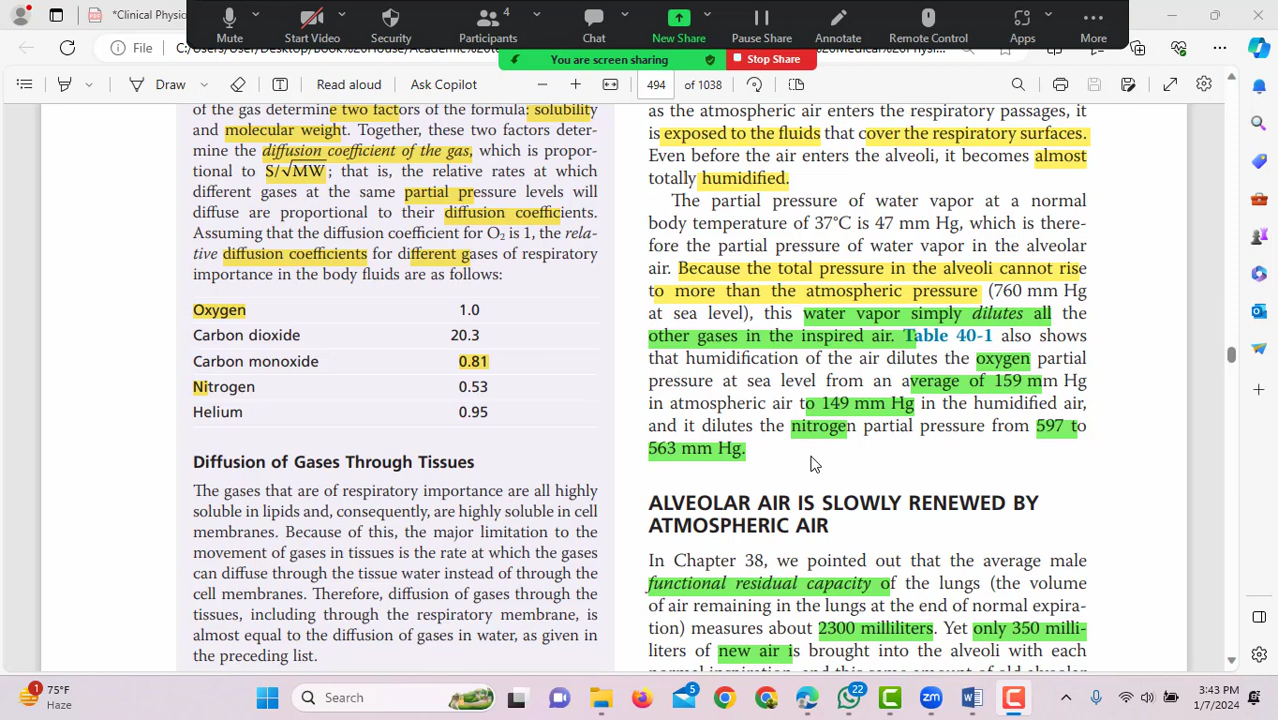 *Clinical Physi
4
Mute
Start Video
Security
Participants
Chat
New Share
Pause Share
Annotate
Remote Control
Apps
More
File
You are screen sharing
Stop Share
Draw
Read aloud
Ask Copilot
494
of 1038
of the gas determine two factors of the formula: solubility
and molecular weight. Together, these two factors deter-
mine the diffusion coefficient of the gas, which is propor-
tional to S/√MW; that is, the relative rates at which
different gases at the same partial pressure levels will
diffuse are proportional to their diffusion coefficients.
Assuming that the diffusion coefficient for O₂ is 1, the rela-
tive diffusion coefficients for different gases of respiratory
importance in the body fluids are as follows:
Oxygen 1.0
Carbon dioxide 20.3
Carbon monoxide 0.81
Nitrogen 0.53
Helium 0.95
Diffusion of Gases Through Tissues
The gases that are of respiratory importance are all highly
soluble in lipids and, consequently, are highly soluble in cell
membranes. Because of this, the major limitation to the
movement of gases in tissues is the rate at which the gases
can diffuse through the tissue water instead of through the
cell membranes. Therefore, diffusion of gases through the
tissues, including through the respiratory membrane, is
almost equal to the diffusion of gases in water, as given in
the preceding list.
as the atmospheric air enters the respiratory passages, it
is exposed to the fluids that cover the respiratory surfaces.
Even before the air enters the alveoli, it becomes almost
totally humidified.
The partial pressure of water vapor at a normal
body temperature of 37°C is 47 mm Hg, which is there-
fore the partial pressure of water vapor in the alveolar
air. Because the total pressure in the alveoli cannot rise
to more than the atmospheric pressure (760 mm Hg
at sea level), this water vapor simply dilutes all the
other gases in the inspired air. Table 40-1 also shows
that humidification of the air dilutes the oxygen partial
pressure at sea level from an average of 159 mm Hg
in atmospheric air to 149 mm Hg in the humidified air,
and it dilutes the nitrogen partial pressure from 597 to
563 mm Hg.
ALVEOLAR AIR IS SLOWLY RENEWED BY
ATMOSPHERIC AIR
In Chapter 38, we pointed out that the average male
functional residual capacity of the lungs (the volume
of air remaining in the lungs at the end of normal expira-
tion) measures about 2300 milliliters. Yet only 350 milli-
liters of new air is brought into the alveoli with each
1
75°F
Haze
Search
5
22
3:43 PM
1/7/2024